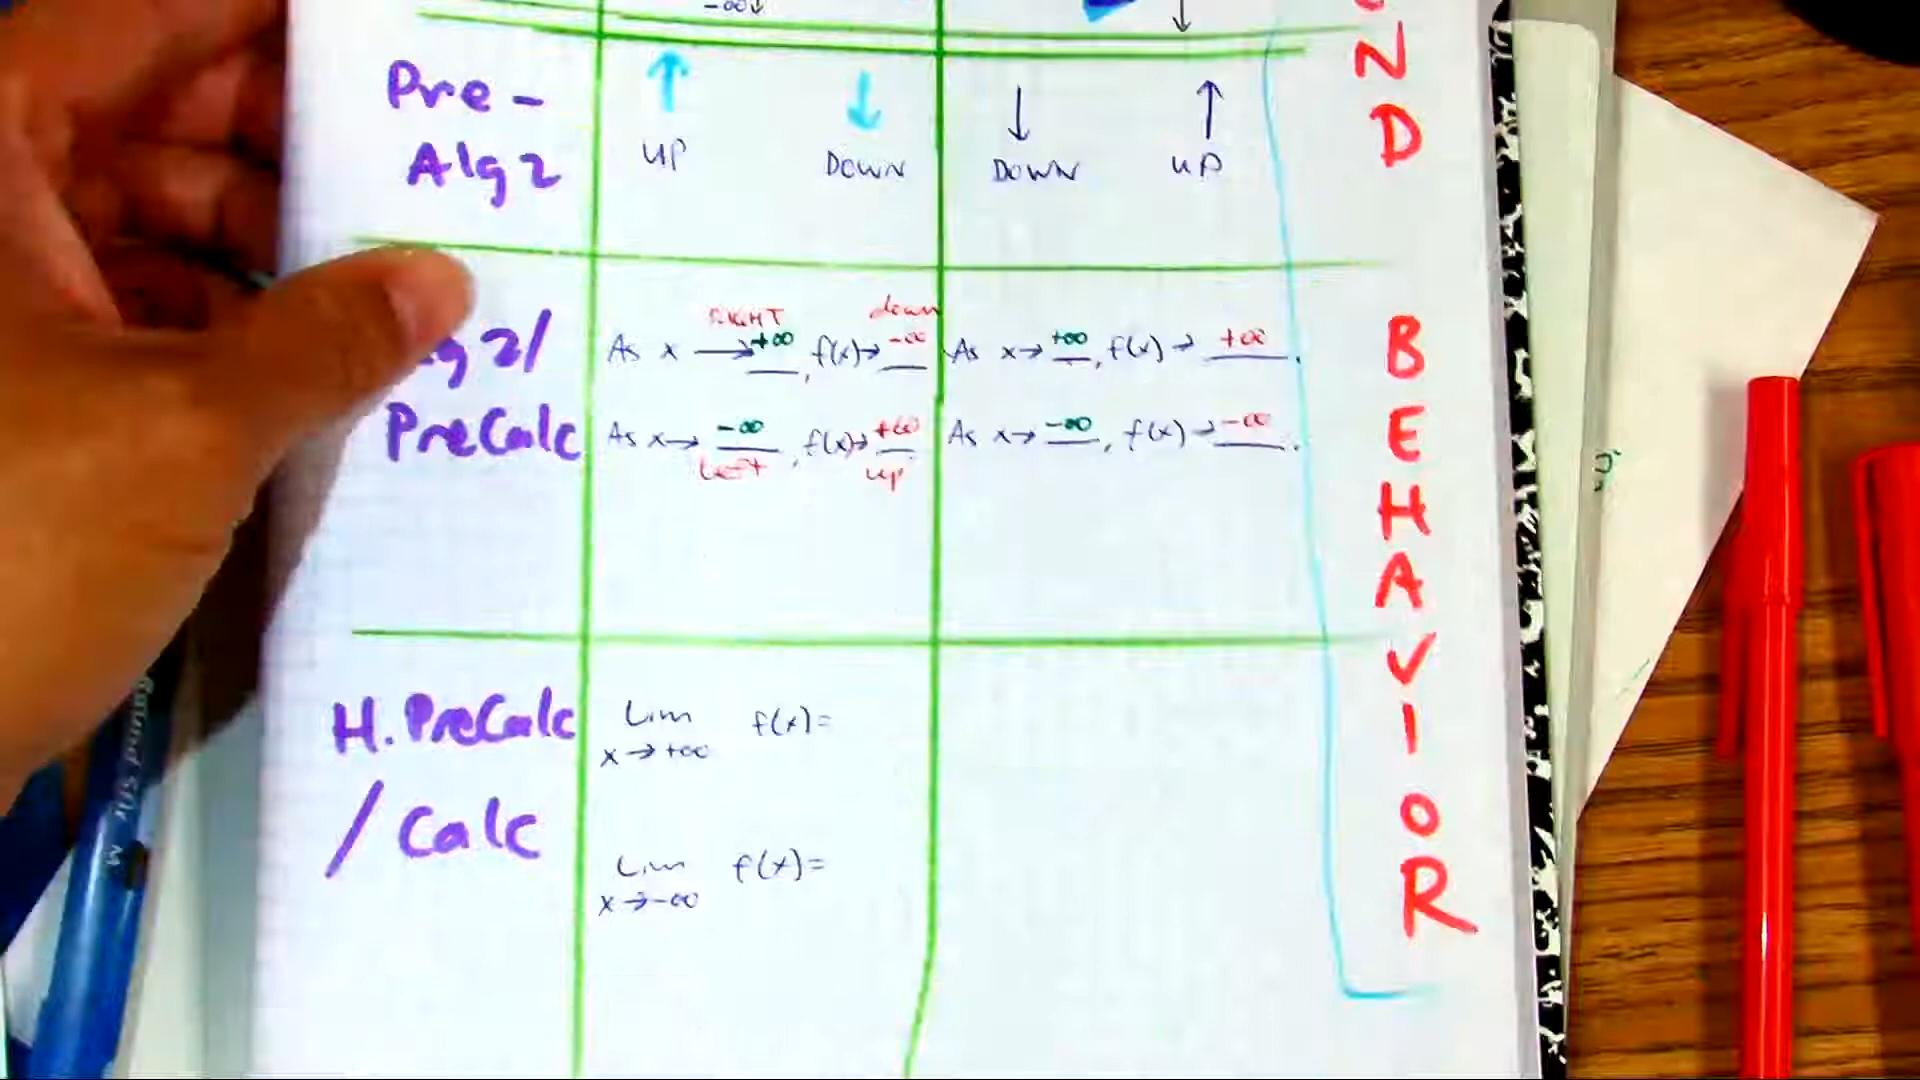 -∞↓
Pre-
Alg 2
↑ ↓ ↓ ↑
UP DOWN DOWN UP
RIGHT down
As x → +∞, f(x) → -∞
As x → +∞, f(x) → +∞.
PreCalc
As x → -∞, f(x) → +∞
As x → -∞, f(x) → -∞.
Left up
H. PreCalc
/ Calc
Lim f(x)=
x → +∞
Lim f(x)=
x → -∞
N
D
B
E
H
A
V
I
O
R